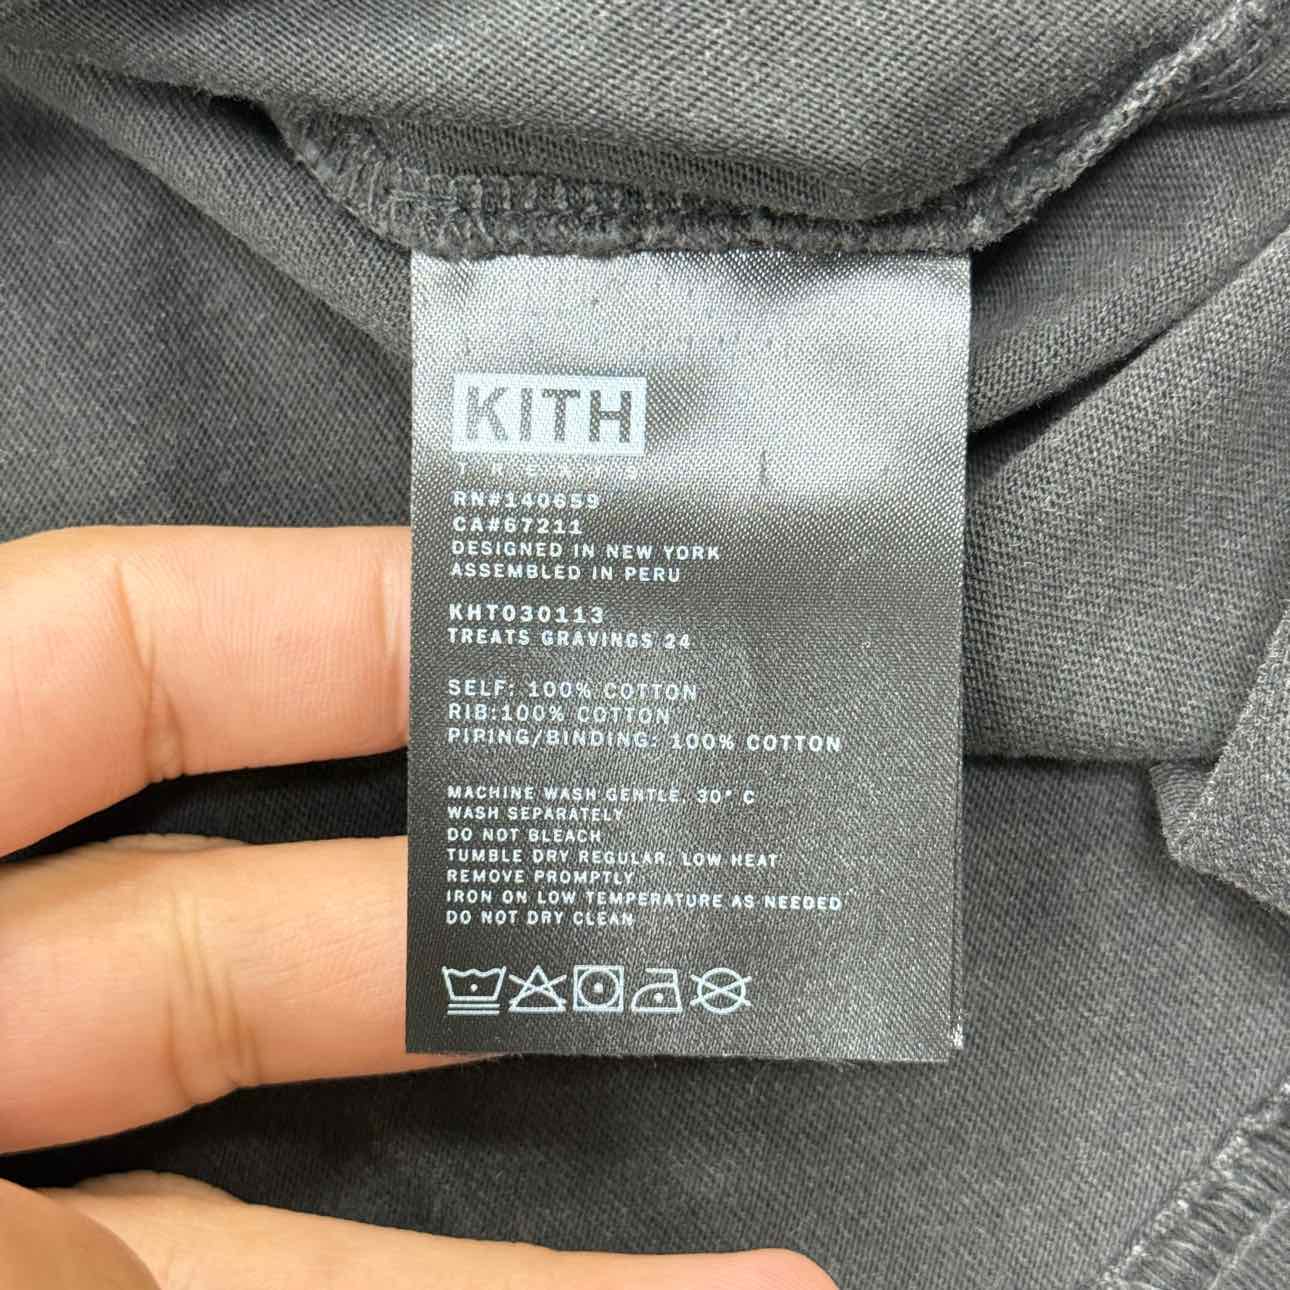 KITH
TREATS
RN#140659
CA#67211
DESIGNED IN NEW YORK
ASSEMBLED IN PERU
KHT030113
TREATS GRAVINGS 24
SELF: 100% COTTON
RIB:100% COTTON
PIPING/BINDING: 100% COTTON
MACHINE WASH GENTLE, 30° C
WASH SEPARATELY
DO NOT BLEACH
TUMBLE DRY REGULAR, LOW HEAT
REMOVE PROMPTLY
IRON ON LOW TEMPERATURE AS NEEDED
DO NOT DRY CLEAN